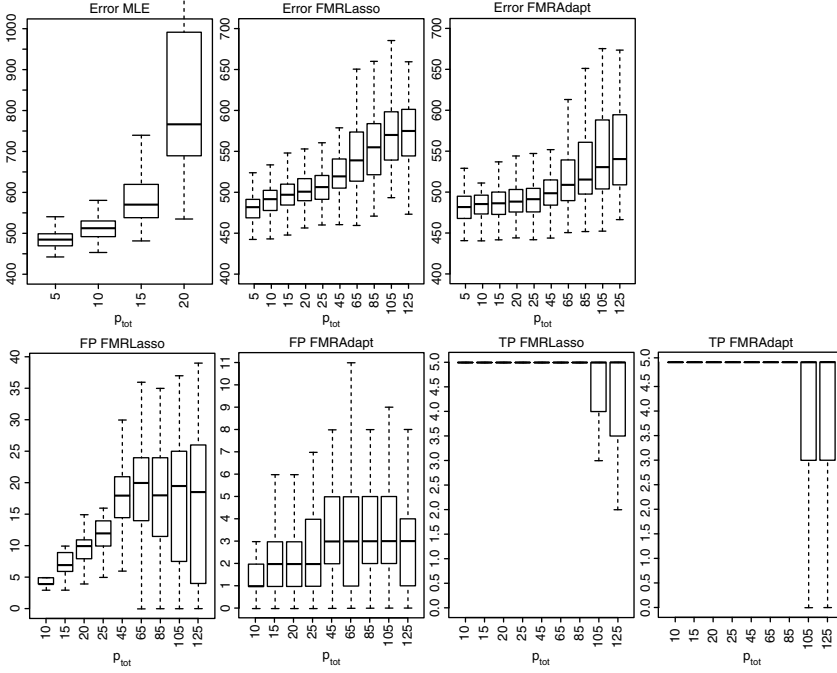 Error MLE
400 500 600 700 800 900 1000
5 10 15 20
p_tot
Error FMRLasso
400 450 500 550 600 650 700
5 10 15 20 25 45 65 85 105 125
p_tot
Error FMRAdapt
400 450 500 550 600 650 700
5 10 15 20 25 45 65 85 105 125
p_tot
FP FMRLasso
0 5 10 15 20 25 30 35 40
10 15 20 25 45 65 85 105 125
p_tot
FP FMRAdapt
0 1 2 3 4 5 6 7 8 9 11
10 15 20 25 45 65 85 105 125
p_tot
TP FMRLasso
0.0 0.5 1.0 1.5 2.0 2.5 3.0 3.5 4.0 4.5 5.0
10 15 20 25 45 65 85 105 125
p_tot
TP FMRAdapt
0.0 0.5 1.0 1.5 2.0 2.5 3.0 3.5 4.0 4.5 5.0
10 15 20 25 45 65 85 105 125
p_tot